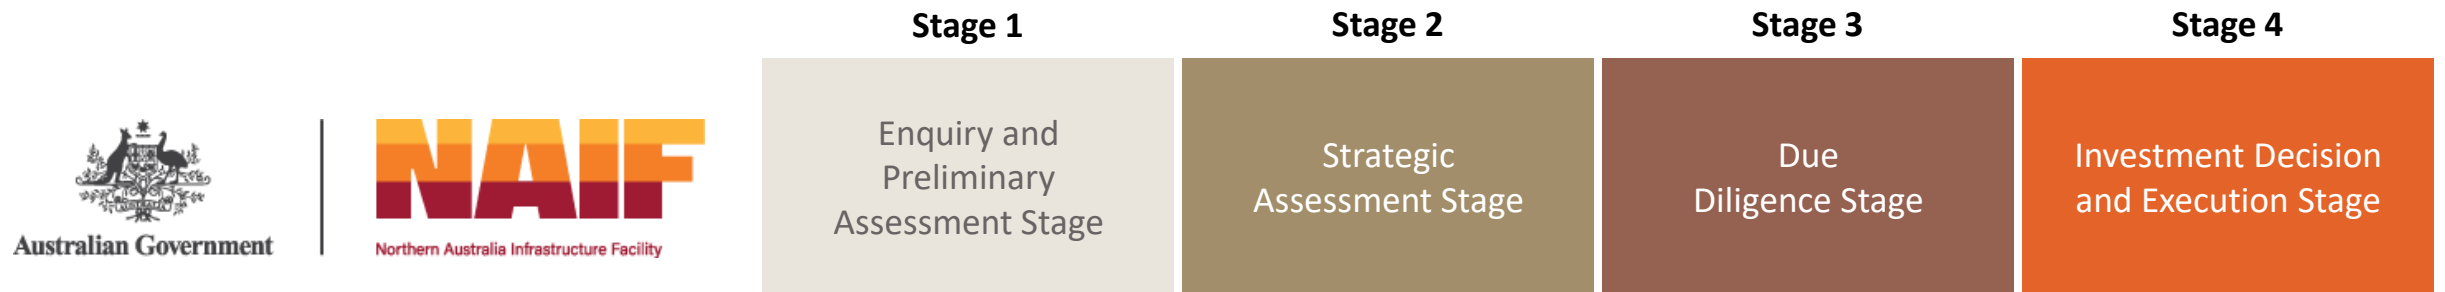 Australian Government
NAIF
Northern Australia Infrastructure Facility
Stage 1
Enquiry and
Preliminary
Assessment Stage
Stage 2
Strategic
Assessment Stage
Stage 3
Due
Diligence Stage
Stage 4
Investment Decision
and Execution Stage